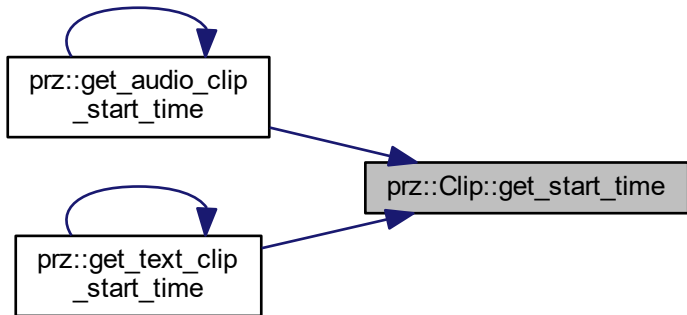 prz::get_audio_clip
_start_time
prz::Clip::get_start_time
prz::get_text_clip
_start_time